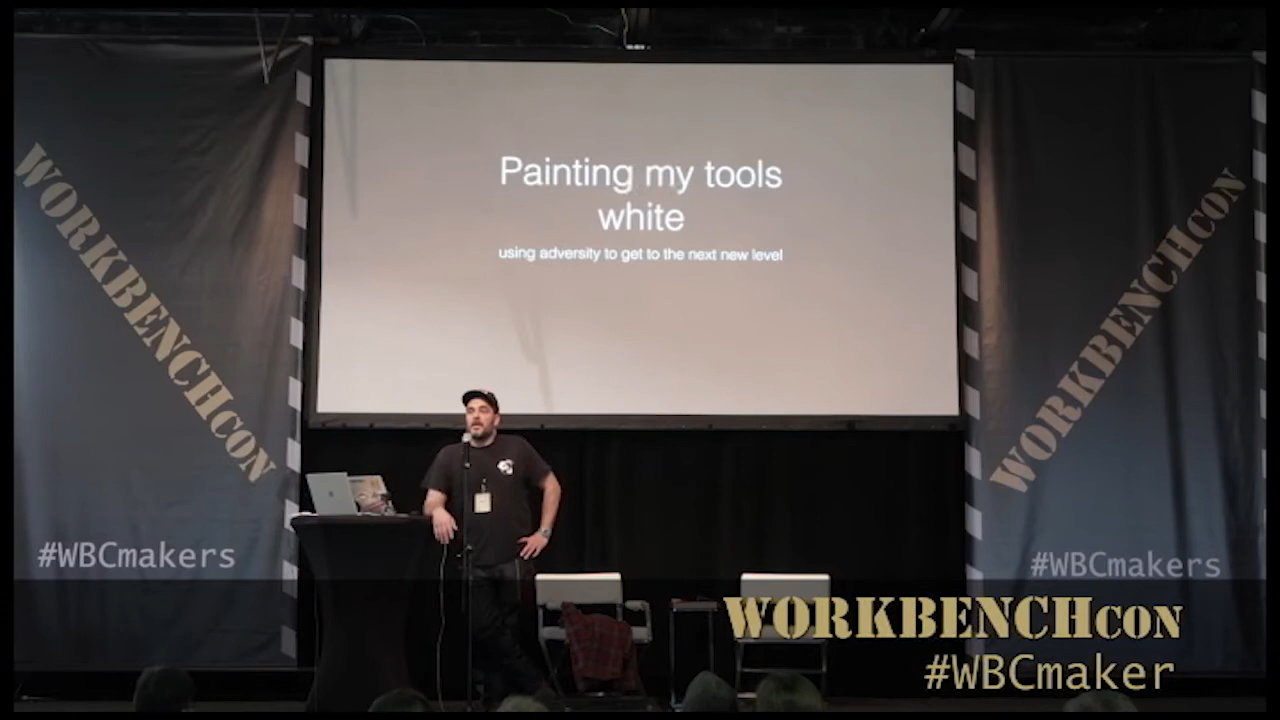 Painting my tools
white
using adversity to get to the next new level
WORKBENCHCON
WORKBENCHCON
#WBCmakers
#WBCmakers
WORKBENCHCON
#WBCmaker